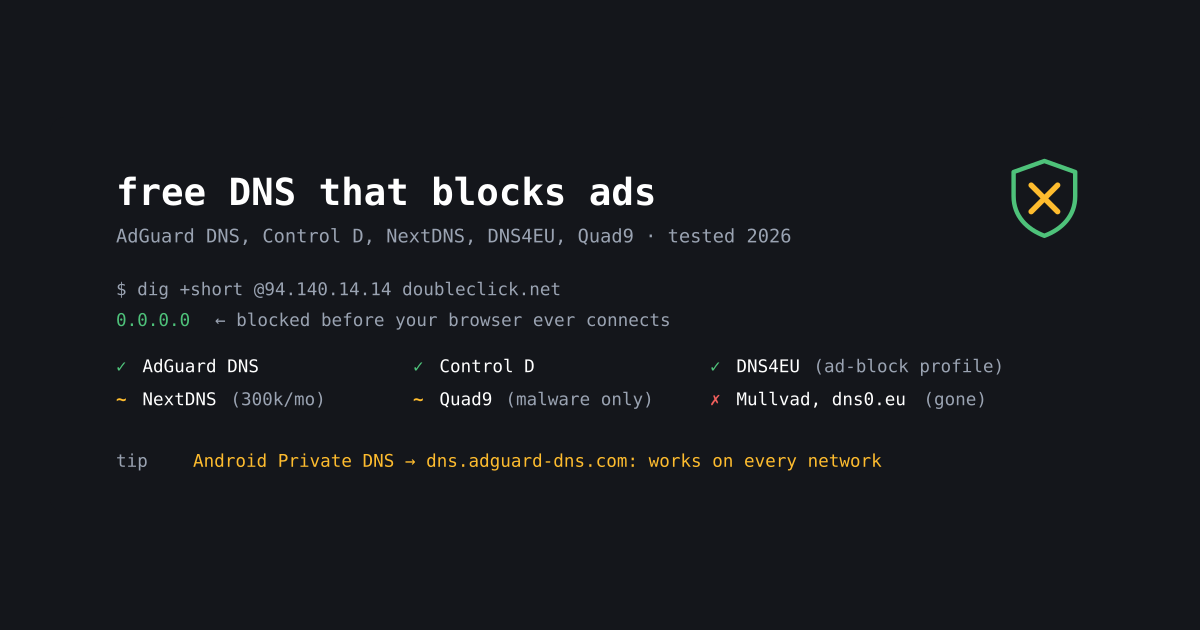 free DNS that blocks ads
AdGuard DNS, Control D, NextDNS, DNS4EU, Quad9 · tested 2026
$ dig +short @94.140.14.14 doubleclick.net
0.0.0.0 ← blocked before your browser ever connects
✓ AdGuard DNS ✓ Control D ✓ DNS4EU (ad-block profile)
~ NextDNS (300k/mo) ~ Quad9 (malware only) ✗ Mullvad, dns0.eu (gone)
tip Android Private DNS → dns.adguard-dns.com: works on every network